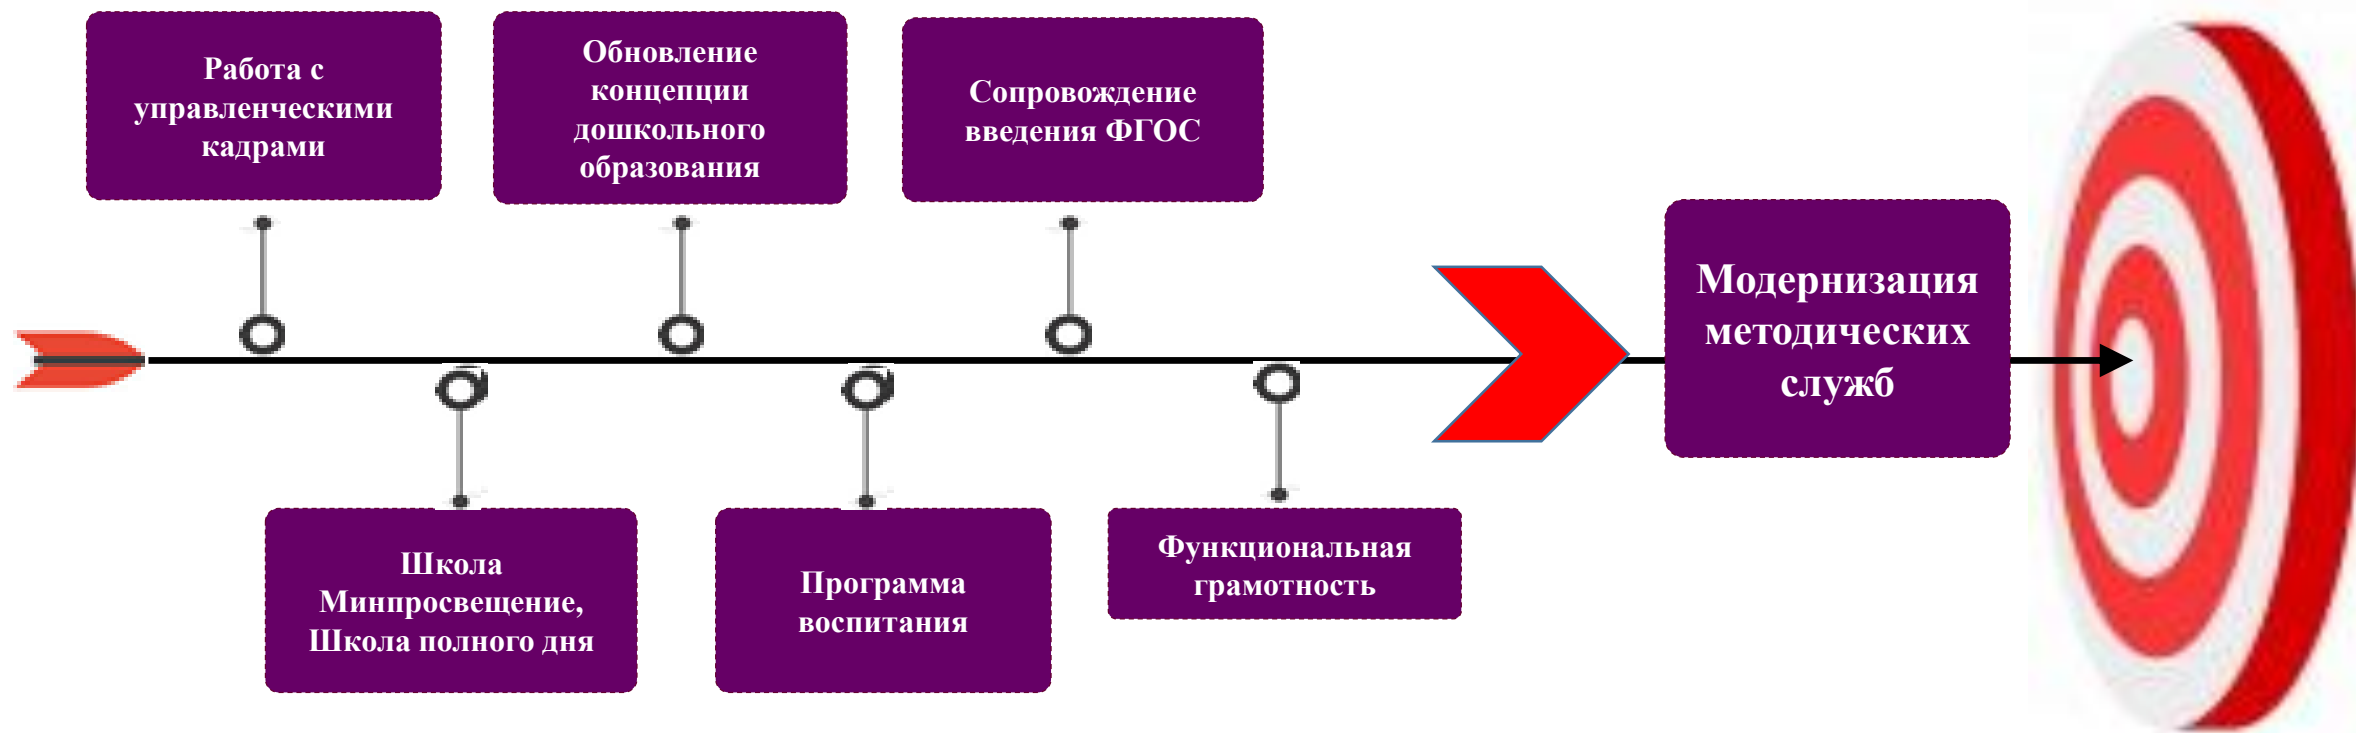 Работа с
управленческими
кадрами
Обновление
концепции
дошкольного
образования
Сопровождение
введения ФГОС
Модернизация
методических
служб
Школа
Минпросвещение,
Школа полного дня
Программа
воспитания
Функциональная
грамотность